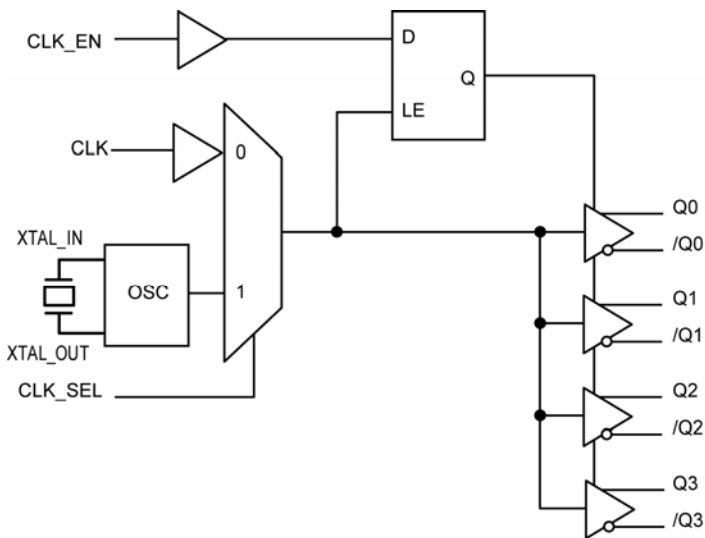 CLK_EN
D
Q
LE
CLK
0
XTAL_IN
OSC
1
XTAL_OUT
CLK_SEL
Q0
/Q0
Q1
/Q1
Q2
/Q2
Q3
/Q3